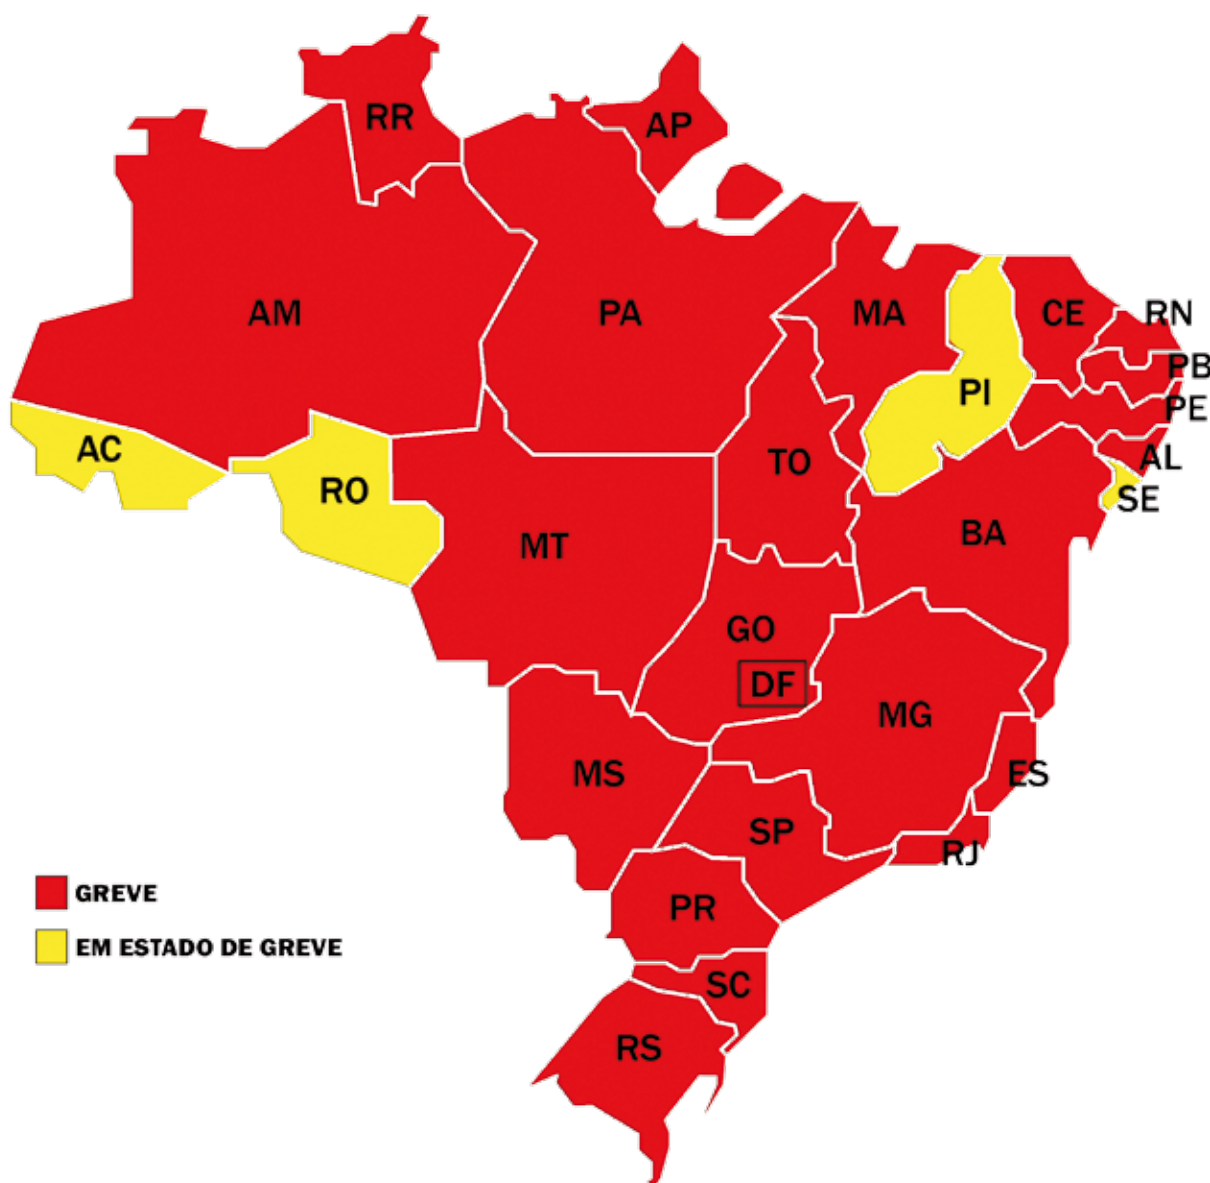 RR
AP
AM
PA
MA
CE
RN
PB
PI
PE
AC
TO
AL
RO
SE
BA
MT
GO
DF
MG
MS
ES
SP
RJ
GREVE
PR
EM ESTADO DE GREVE
SC
RS